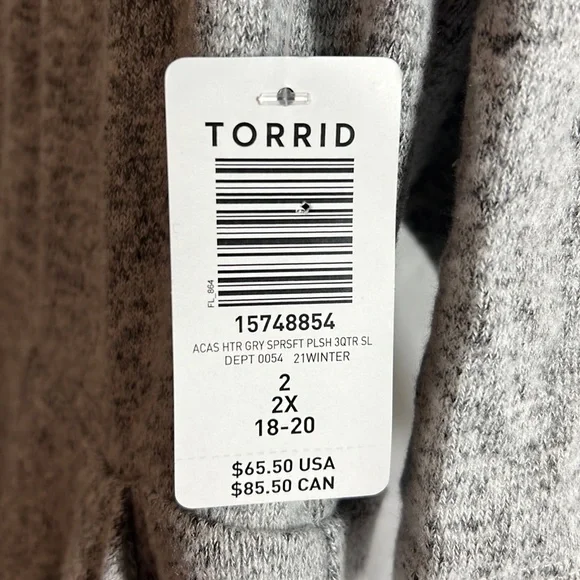 TORRID
FL_864
15748854
ACAS HTR GRY SPRSFT PLSH 3QTR SL
DEPT 0054 21WINTER
2
2X
18-20
$65.50 USA
$85.50 CAN